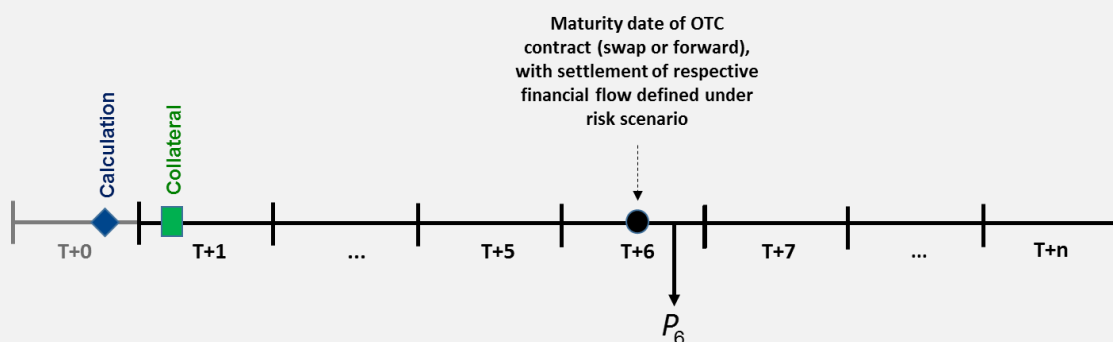 Maturity date of OTC
contract (swap or forward),
with settlement of respective
financial flow defined under
risk scenario
Calculation
Collateral
T+0
T+1
...
T+5
T+6
T+7
...
T+n
P6